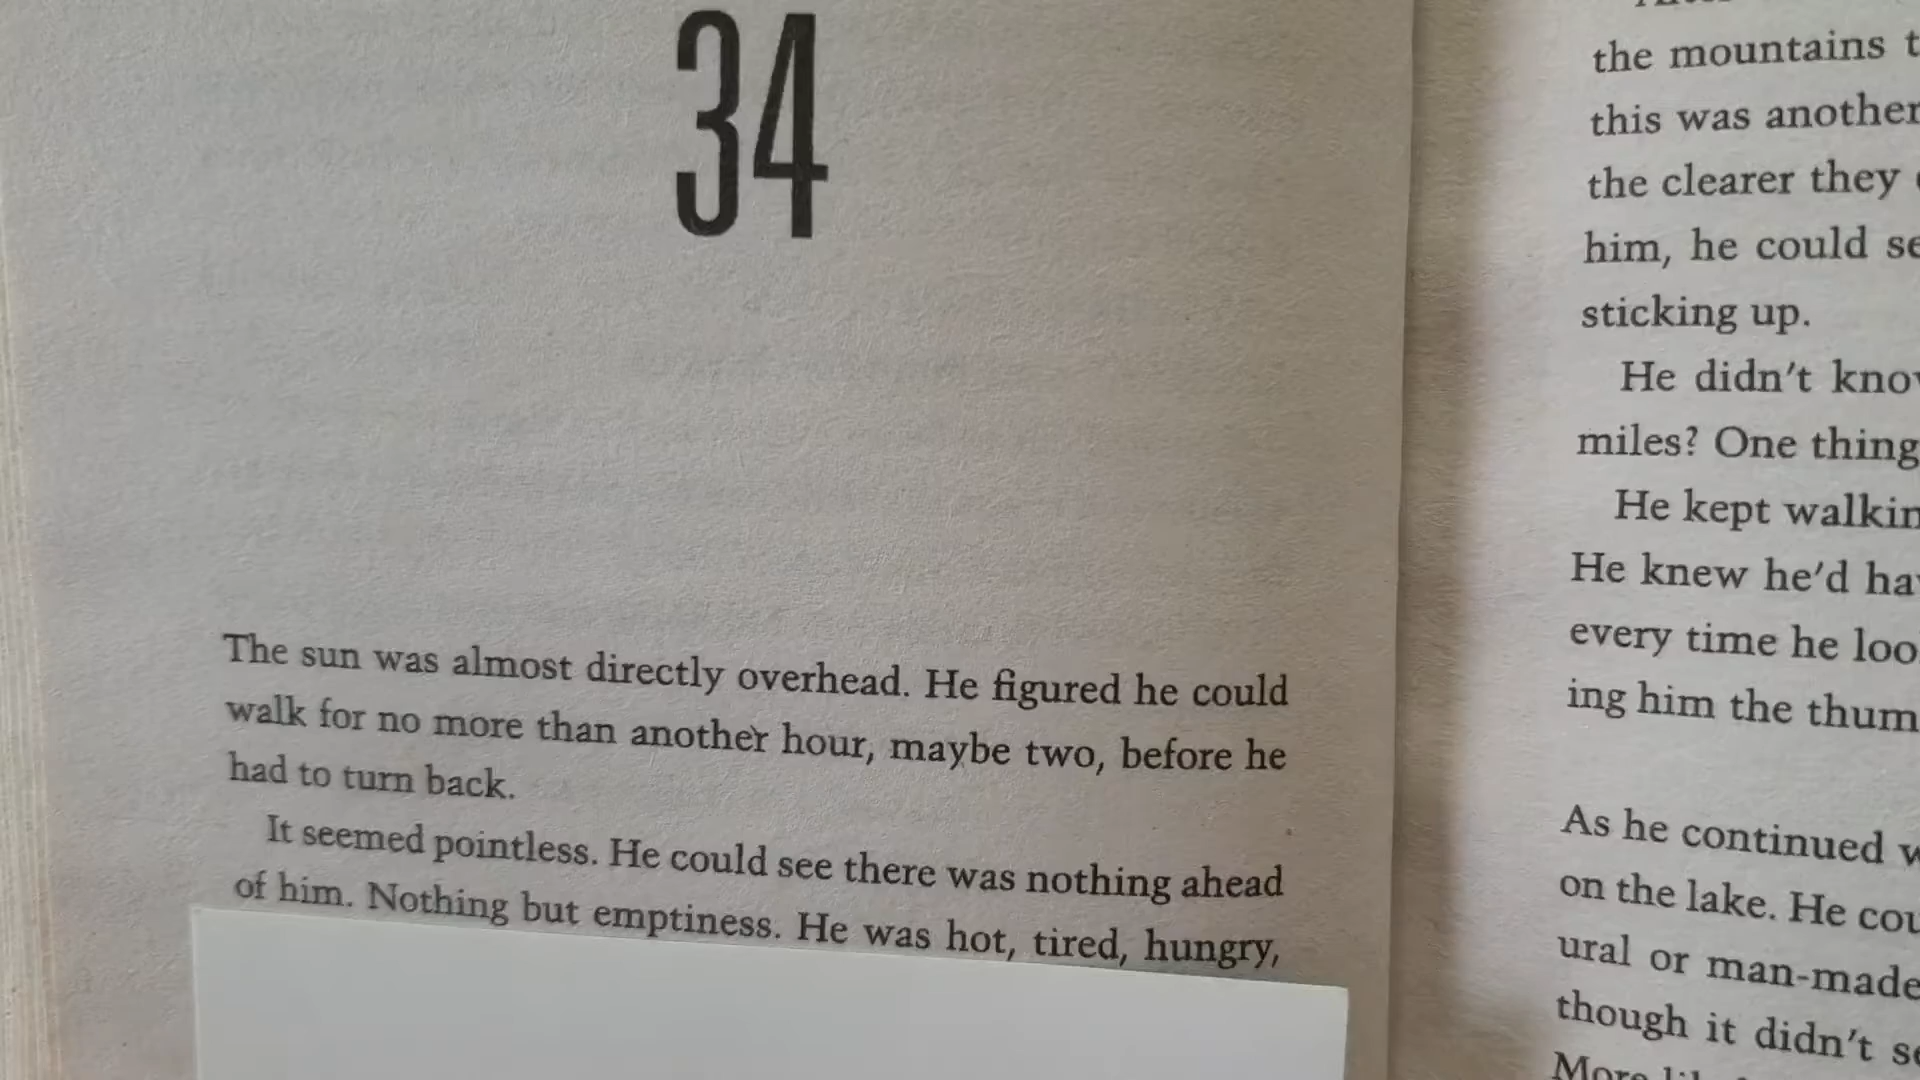 34
The sun was almost directly overhead. He figured he could
walk for no more than another hour, maybe two, before he
had to turn back.
It seemed pointless. He could see there was nothing ahead
of him. Nothing but emptiness. He was hot, tired, hungry,
the mountains
this was another
the clearer they
him, he could
sticking up.
He didn't
miles? One thing
He kept
He knew he'd
every time he
ing him the
As he continued
on the lake. He
ural or man-made
though it didn't